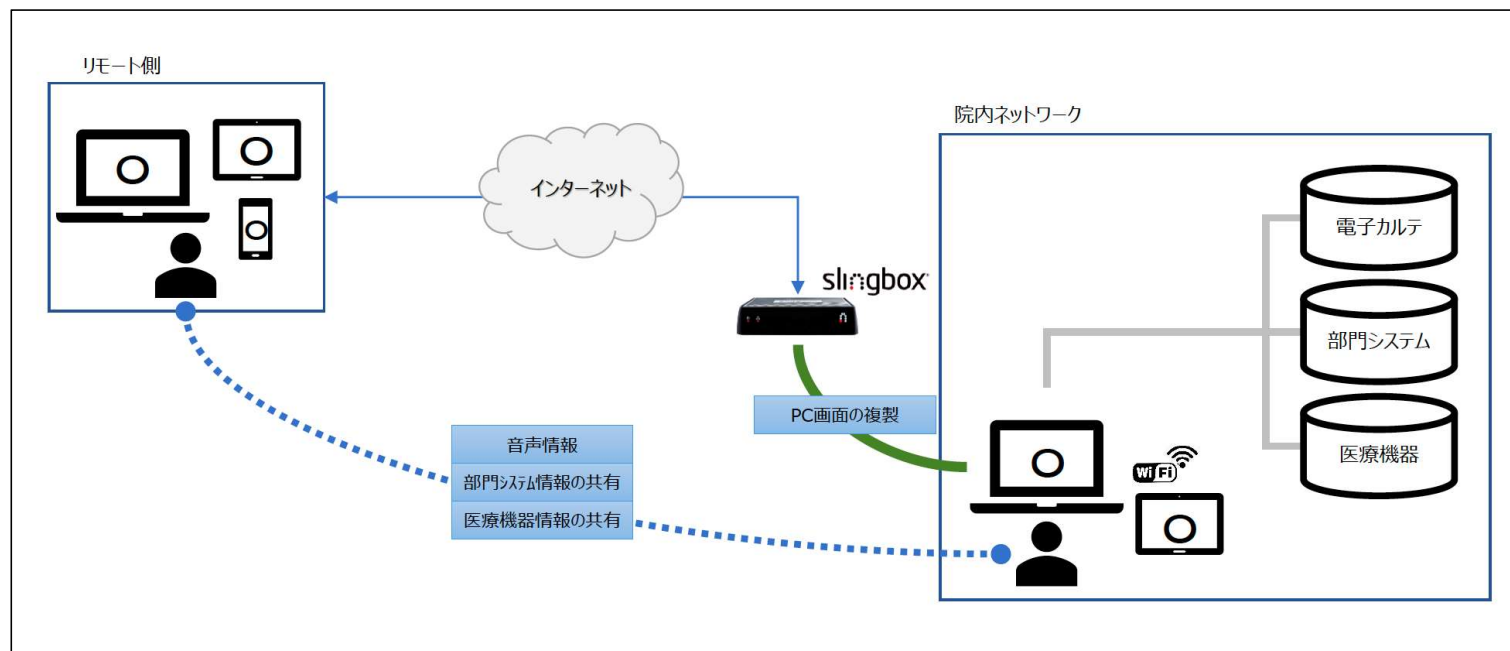 リモート側
院内ネットワーク
インターネット
電子カルテ
slingbox
部門システム
PC画面の複製
音声情報
部門システム情報の共有
医療機器情報の共有
医療機器
WiFi